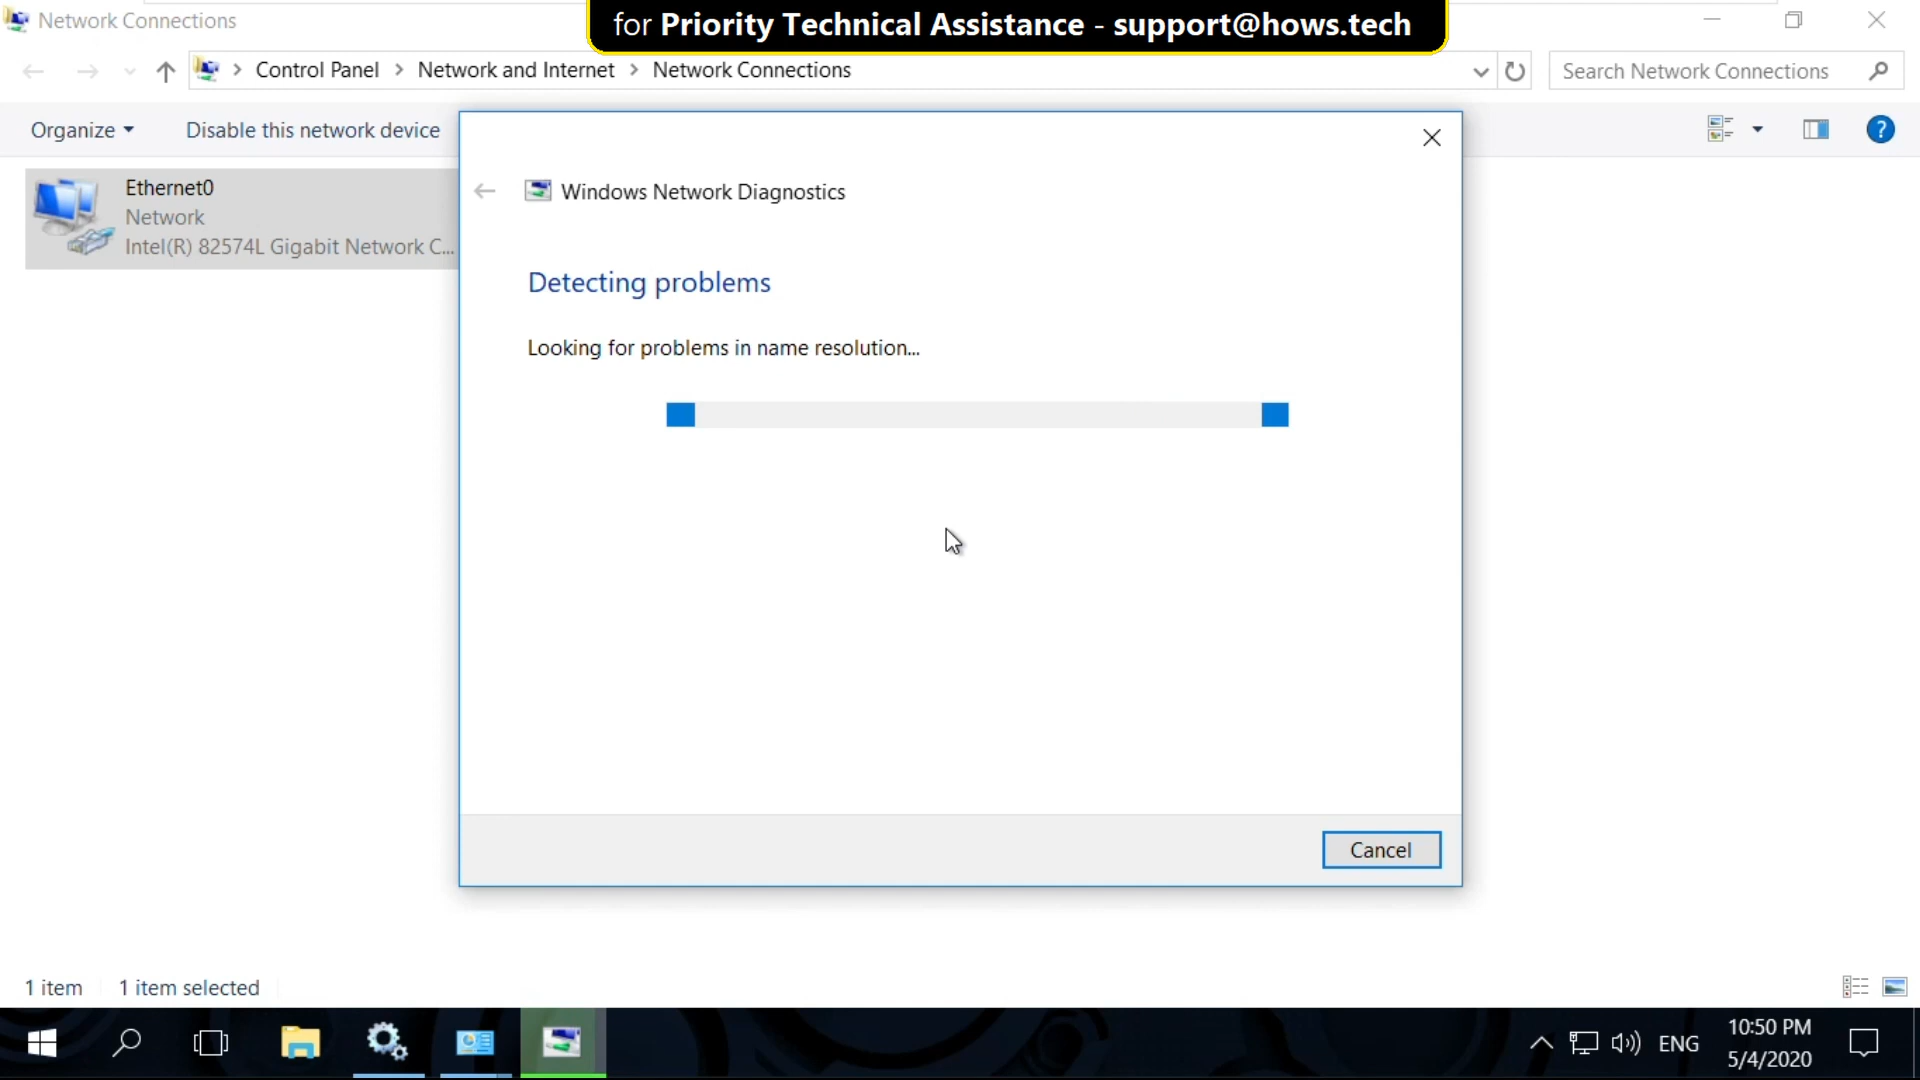 Network Connections
for Priority Technical Assistance - support@hows.tech
Control Panel > Network and Internet > Network Connections
Search Network Connections
Organize
Disable this network device
Ethernet0
Network
Intel(R) 82574L Gigabit Network C...
Windows Network Diagnostics
Detecting problems
Looking for problems in name resolution...
Cancel
1 item
1 item selected
ENG
10:50 PM
5/4/2020